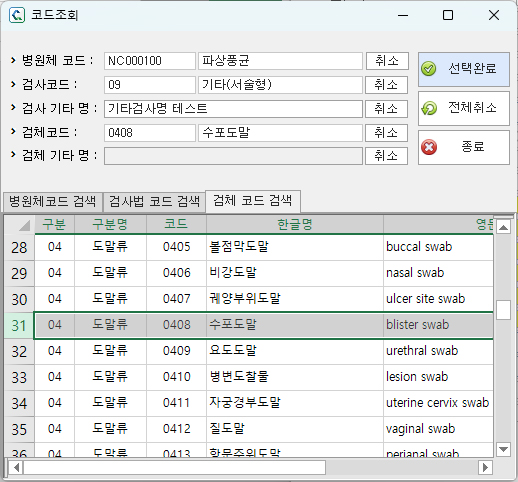 코드조회
병원체 코드 : NC000100 파상풍균 취소 선택완료
검사코드 : 09 기타(서술형) 취소
검사 기타 명 : 기타검사명 테스트 취소 전체취소
검체코드 : 0408 수포도말 취소
검체 기타 명 : 취소 종료
병원체코드 검색 검사법 코드 검색 검체 코드 검색
구분 구분명 코드 한글명
28 04 도말류 0405 볼점막도말 buccal swab
29 04 도말류 0406 비강도말 nasal swab
30 04 도말류 0407 궤양부위도말 ulcer site swab
31 04 도말류 0408 수포도말 blister swab
32 04 도말류 0409 요도도말 urethral swab
33 04 도말류 0410 병변도찰물 lesion swab
34 04 도말류 0411 자궁경부도말 uterine cervix swab
35 04 도말류 0412 질도말 vaginal swab
36 04 도말류 0413 항문주위도말 perianal swab